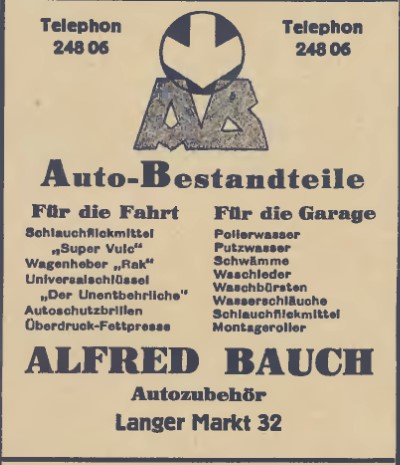 Telephon
248 06
Telephon
248 06
AB
Auto-Bestandteile
Für die Fahrt
Schlauchflickmittel
„Super Vulc“
Wagenheber „Rak“
Universalschlüssel
„Der Unentbehrliche“
Autoschutzbrillen
Überdruck-Fettpresse
Für die Garage
Polierwasser
Putzwasser
Schwämme
Waschleder
Waschbürsten
Wasserschläuche
Schlauchflickmittel
Montageroller
ALFRED BAUCH
Autozubehör
Langer Markt 32